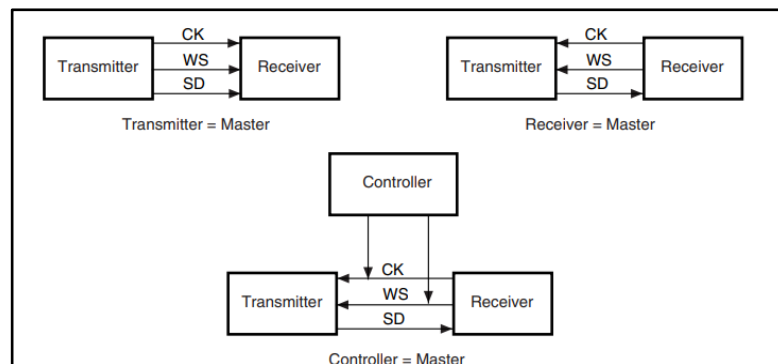 CK
CK
Transmitter
WS
Receiver
Transmitter
WS
Receiver
SD
SD
Transmitter = Master
Receiver = Master
Controller
CK
Transmitter
WS
Receiver
SD
Controller = Master